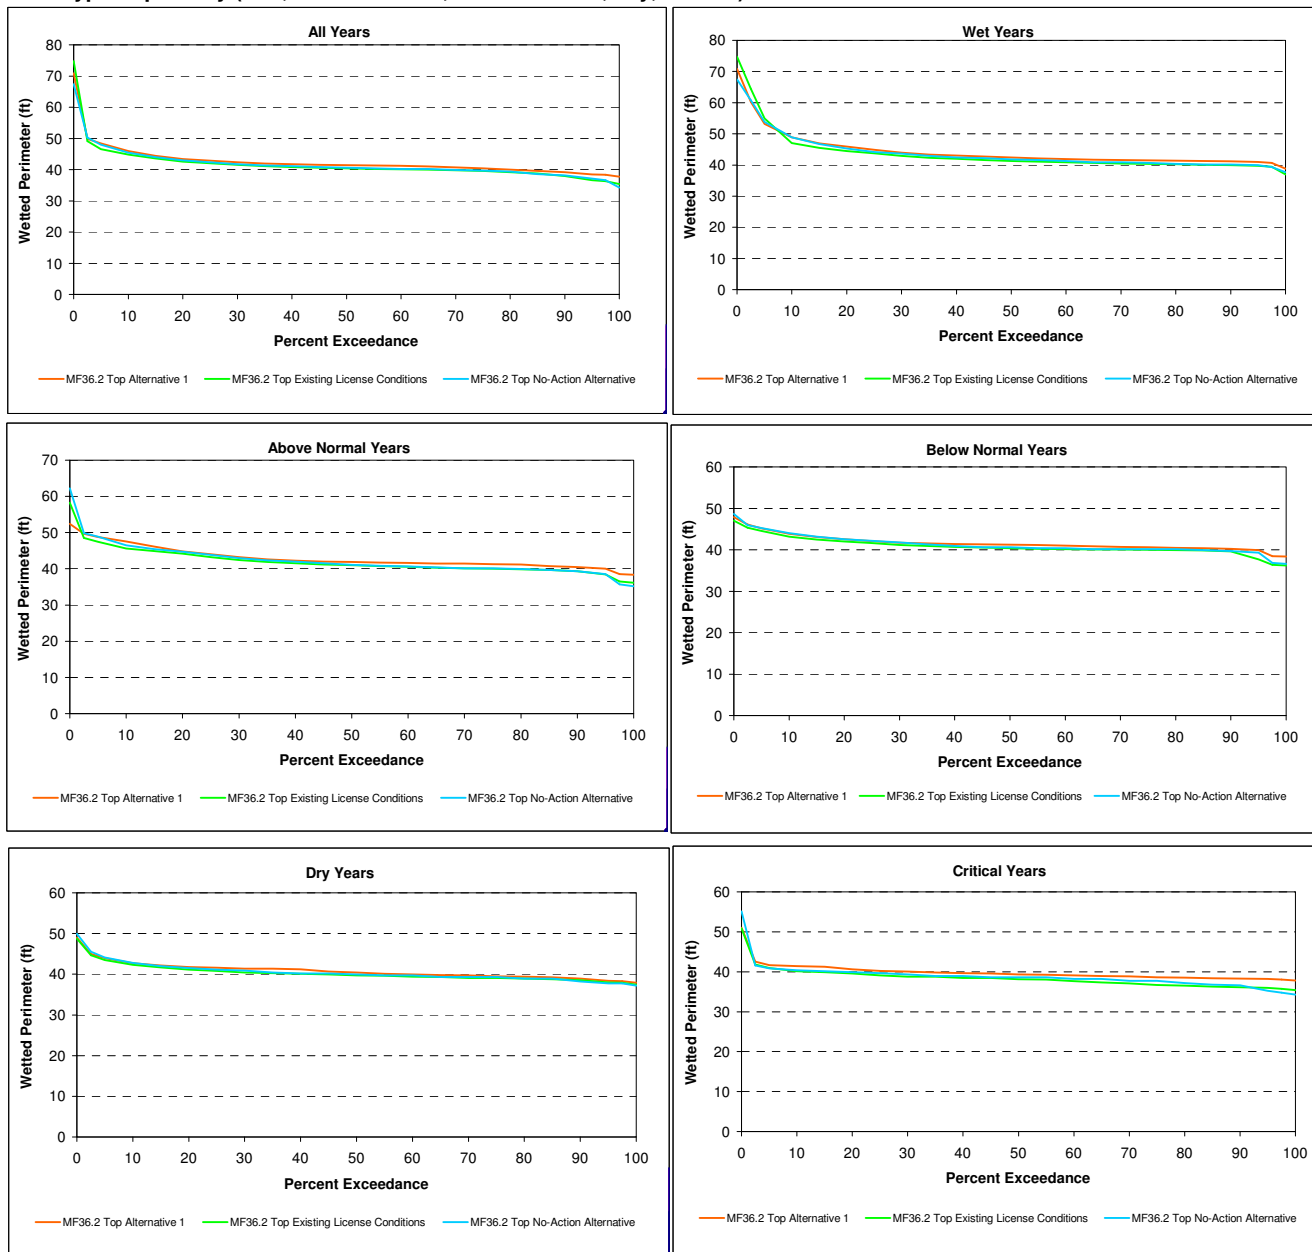 All Years
Wetted Perimeter (ft)
80
70
60
50
40
30
20
10
0
0 10 20 30 40 50 60 70 80 90 100
Percent Exceedance
MF36.2 Top Alternative 1 MF36.2 Top Existing License Conditions MF36.2 Top No-Action Alternative
Wet Years
Wetted Perimeter (ft)
80
70
60
50
40
30
20
10
0
0 10 20 30 40 50 60 70 80 90 100
Percent Exceedance
MF36.2 Top Alternative 1 MF36.2 Top Existing License Conditions MF36.2 Top No-Action Alternative
Above Normal Years
Wetted Perimeter (ft)
70
60
50
40
30
20
10
0
0 10 20 30 40 50 60 70 80 90 100
Percent Exceedance
MF36.2 Top Alternative 1 MF36.2 Top Existing License Conditions MF36.2 Top No-Action Alternative
Below Normal Years
Wetted Perimeter (ft)
60
50
40
30
20
10
0
0 10 20 30 40 50 60 70 80 90 100
Percent Exceedance
MF36.2 Top Alternative 1 MF36.2 Top Existing License Conditions MF36.2 Top No-Action Alternative
Dry Years
Wetted Perimeter (ft)
60
50
40
30
20
10
0
0 10 20 30 40 50 60 70 80 90 100
Percent Exceedance
MF36.2 Top Alternative 1 MF36.2 Top Existing License Conditions MF36.2 Top No-Action Alternative
Critical Years
Wetted Perimeter (ft)
60
50
40
30
20
10
0
0 10 20 30 40 50 60 70 80 90 100
Percent Exceedance
MF36.2 Top Alternative 1 MF36.2 Top Existing License Conditions MF36.2 Top No-Action Alternative